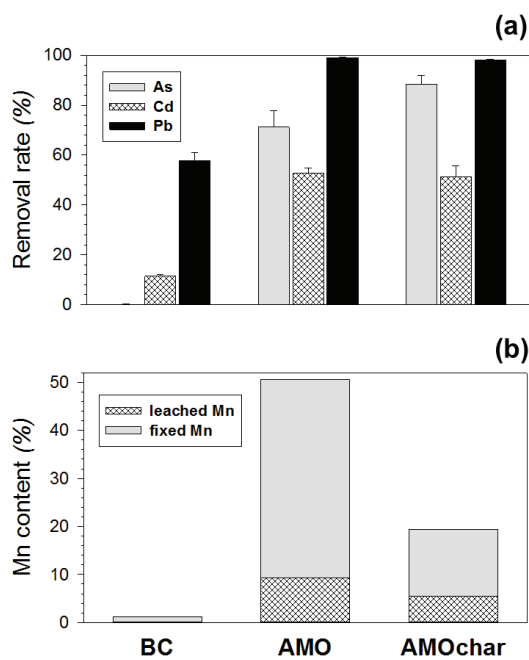 (a)
Removal rate (%)
100
80
60
40
20
0
As
Cd
Pb
(b)
Mn content (%)
50
40
30
20
10
0
leached Mn
fixed Mn
BC AMO AMOchar